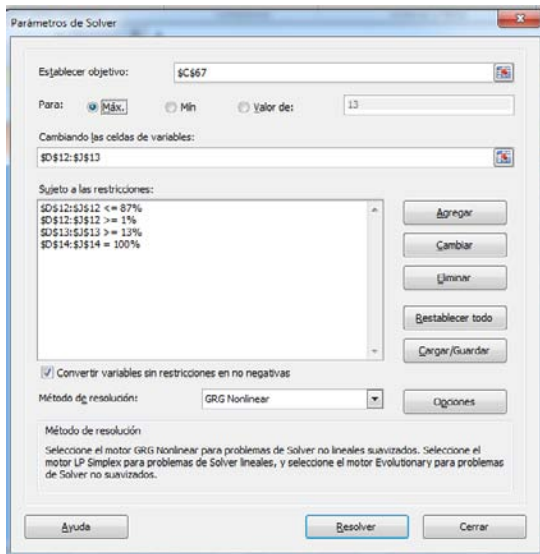 Parámetros de Solver
Establecer objetivo: $C$67
Para: Máx. Mín Valor de: 13
Cambiando las celdas de variables:
$D$12:$J$13
Sujeto a las restricciones:
$D$12:$J$12 <= 87%
$D$12:$J$12 >= 1%
$D$13:$J$13 >= 13%
$D$14:$J$14 = 100%
Agregar
Cambiar
Eliminar
Restablecer todo
Cargar/Guardar
Convertir variables sin restricciones en no negativas
Método de resolución: GRG Nonlinear Opciones
Método de resolución
Seleccione el motor GRG Nonlinear para problemas de Solver no lineales suavizados. Seleccione el
motor LP Simplex para problemas de Solver lineales, y seleccione el motor Evolutionary para problemas
de Solver no suavizados.
Ayuda Resolver Cerrar